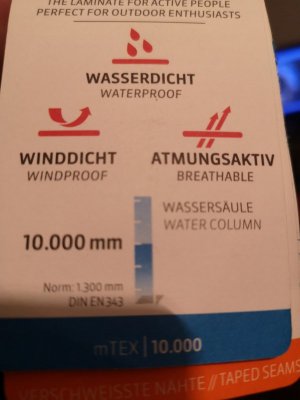 THE LAMINATE FOR ACTIVE PEOPLE
PERFECT FOR OUTDOOR ENTHUSIASTS
WASSERDICHT
WATERPROOF
WINDDICHT
WINDPROOF
ATMUNGSAKTIV
BREATHABLE
WASSERSÄULE
WATER COLUMN
10.000 mm
Norm: 1.300 mm
DIN EN 343
mTEX | 10.000
VERSCHWEISSTE NÄHTE // TAPED SEAMS